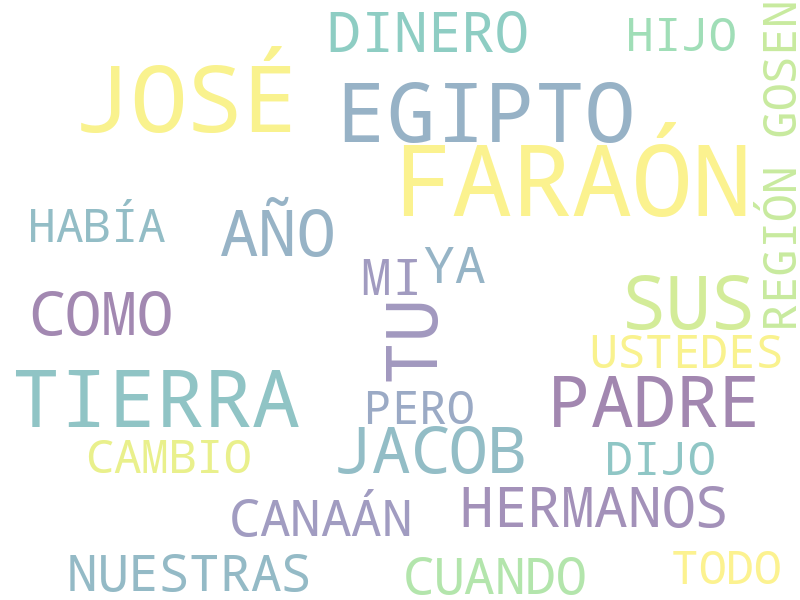 DINERO
HIJO
JOSÉ
EGIPTO
FARAÓN
REGIÓN GOSEN
HABÍA
AÑO
MI
YA
COMO
TU
SUS
USTEDES
TIERRA
PERO
PADRE
CAMBIO
JACOB
DIJO
CANAÁN
HERMANOS
NUESTRAS
CUANDO
TODO